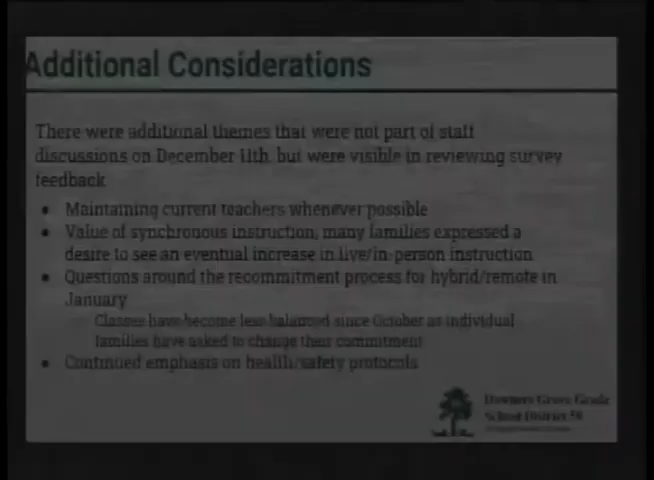 Additional Considerations
There were additional themes that were not part of staff
discussions on December 11th, but were visible in reviewing survey
feedback
• Maintaining current teachers whenever possible
• Value of synchronous instruction, many families expressed a
desire to see an eventual increase in live/in-person instruction
• Questions around the recommitment process for hybrid/remote in
January
Classes have become less balanced since October as individual
families have asked to change their commitment
• Continued emphasis on health/safety protocols
Downers Grove Grade
School District 58